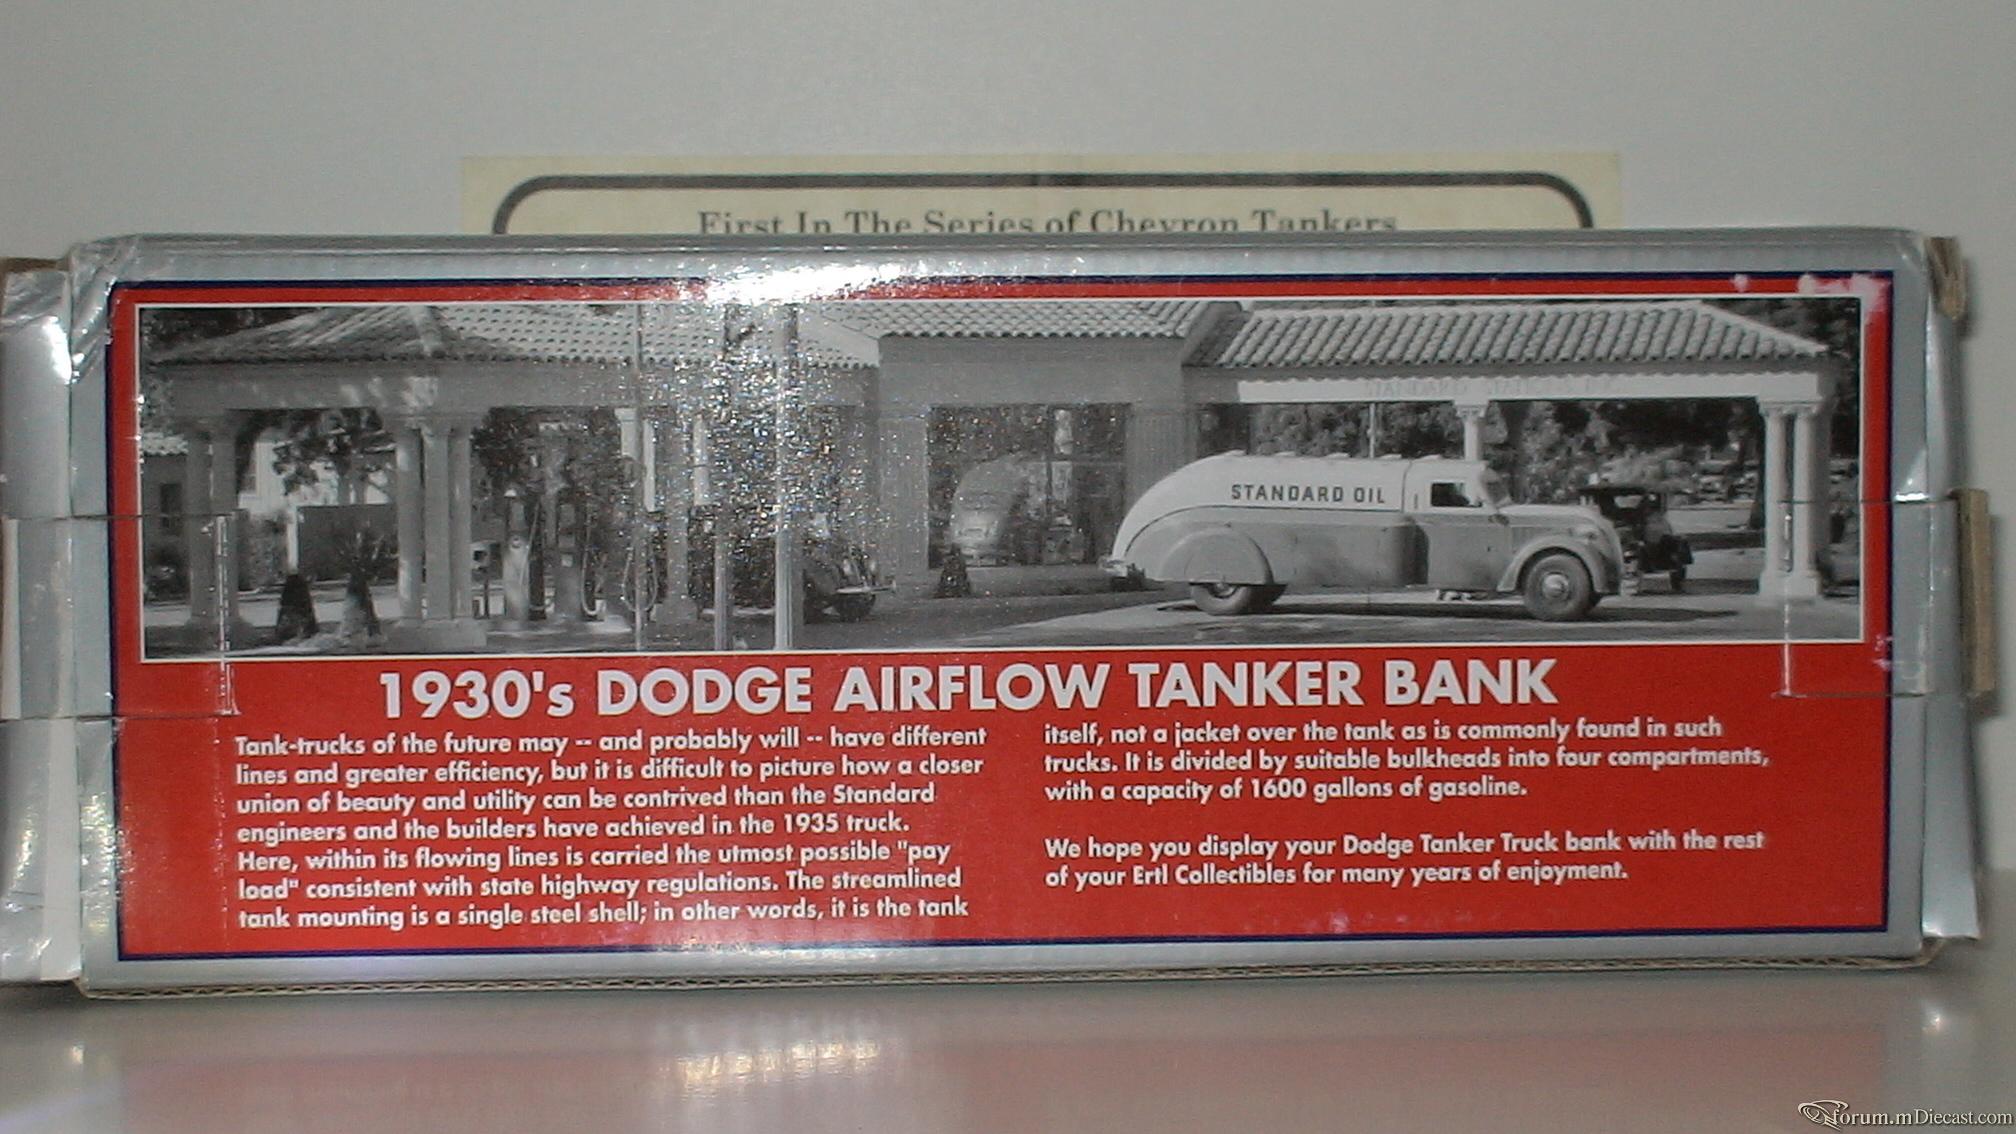 First In The Series of Chevron Tankers
STANDARD STATIONS INC.
STANDARD OIL
1930's DODGE AIRFLOW TANKER BANK
Tank-trucks of the future may -- and probably will -- have different
lines and greater efficiency, but it is difficult to picture how a closer
union of beauty and utility can be contrived than the Standard
engineers and the builders have achieved in the 1935 truck.
Here, within its flowing lines is carried the utmost possible "pay
load" consistent with state highway regulations. The streamlined
tank mounting is a single steel shell; in other words, it is the tank
itself, not a jacket over the tank as is commonly found in such
trucks. It is divided by suitable bulkheads into four compartments,
with a capacity of 1600 gallons of gasoline.
We hope you display your Dodge Tanker Truck bank with the rest
of your Ertl Collectibles for many years of enjoyment.
forum.mDiecast.com